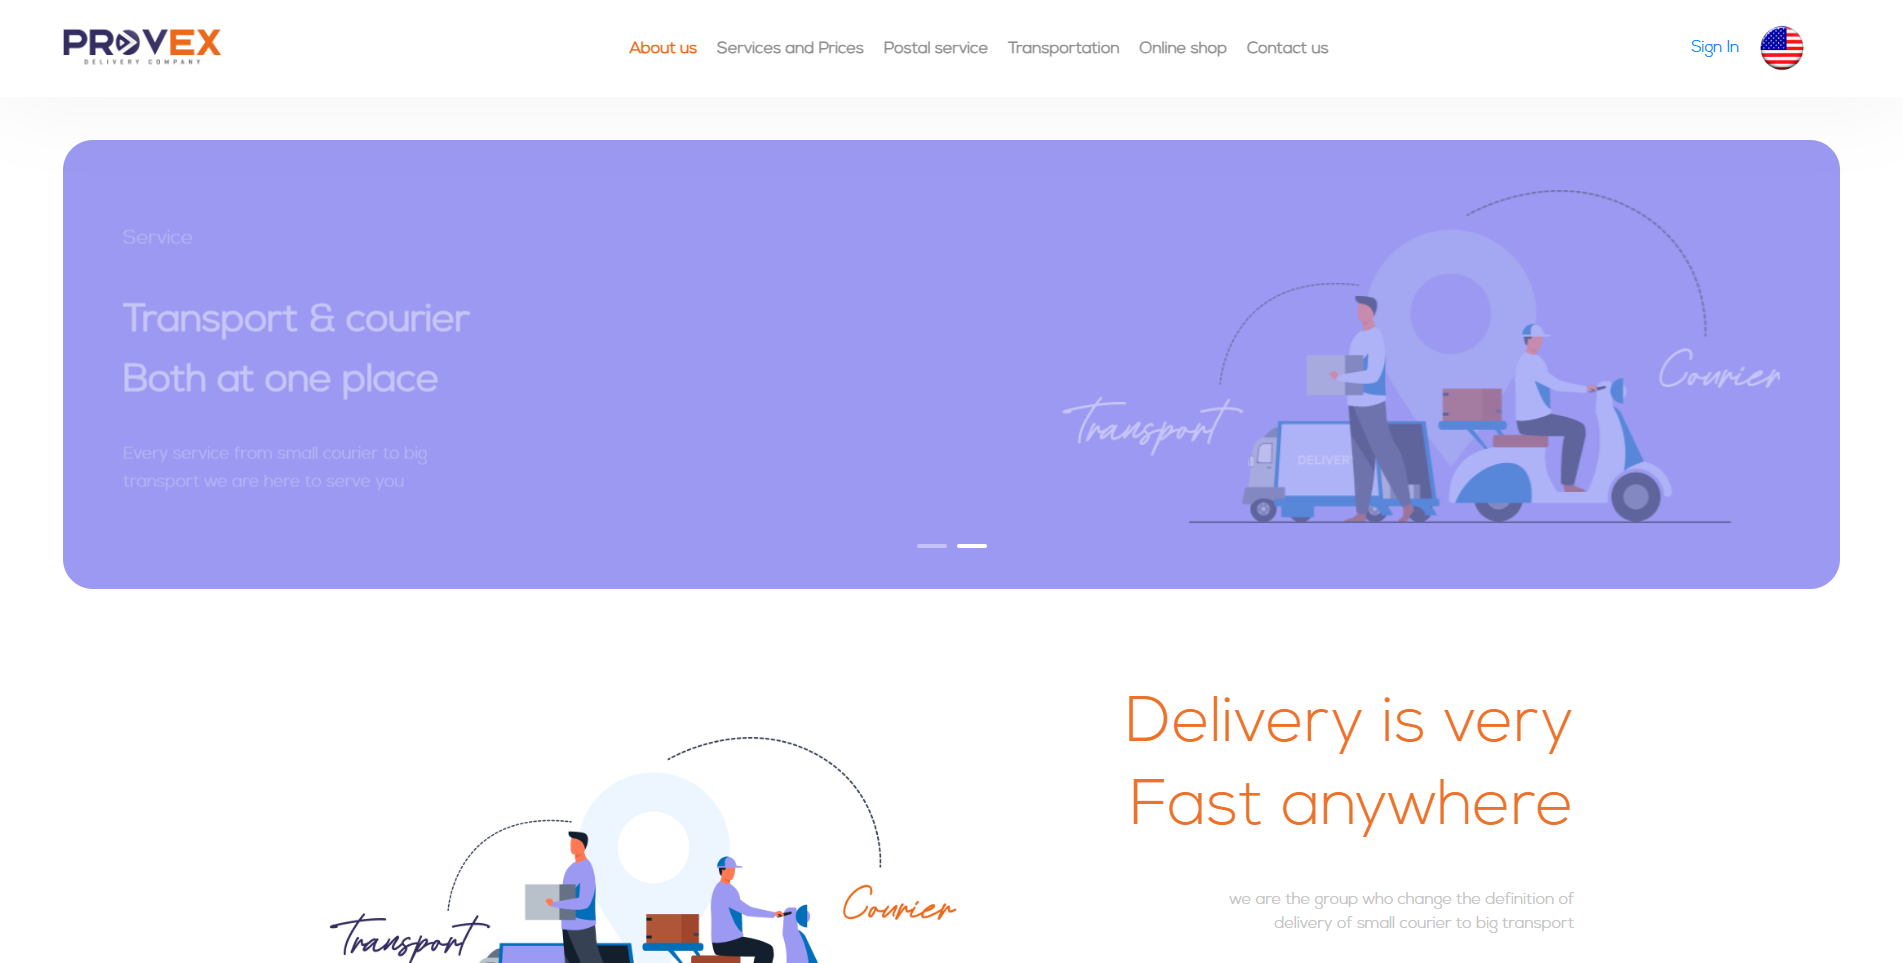 PROVEX
DELIVERY COMPANY
About us
Services and Prices
Postal service
Transportation
Online shop
Contact us
Sign In
Service
Transport & courier
Both at one place
Every service from small courier to big
transport we are here to serve you
Transport
Courier
DELIVERY
Delivery is very
Fast anywhere
we are the group who change the definition of
delivery of small courier to big transport
Transport
Courier